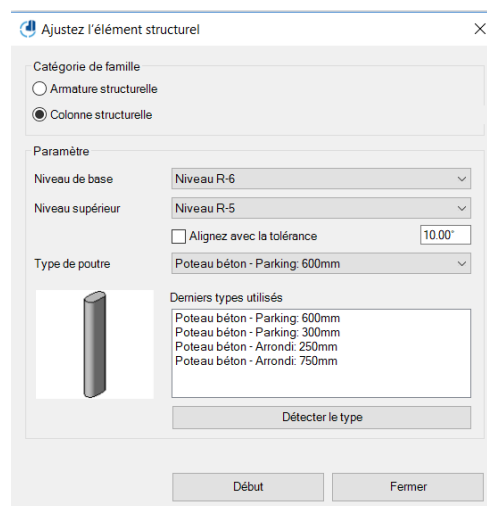 Ajustez l'élément structurel
Catégorie de famille
Armature structurelle
Colonne structurelle
Paramètre
Niveau de base
Niveau R-6
Niveau supérieur
Niveau R-5
Alignez avec la tolérance
10.00°
Type de poutre
Poteau béton - Parking: 600mm
Derniers types utilisés
Poteau béton - Parking: 600mm
Poteau béton - Parking: 300mm
Poteau béton - Arrondi: 250mm
Poteau béton - Arrondi: 750mm
Détecter le type
Début
Fermer